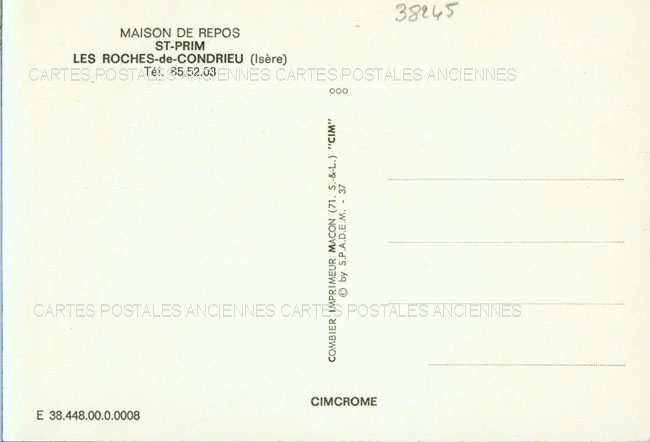 38245
MAISON DE REPOS
ST-PRIM
LES ROCHES-de-CONDRIEU (Isère)
Tél. 85.52.03
CARTES POSTALES ANCIENNES CARTES POSTALES ANCIENNES
COMBIER IMPRIMEUR MACON (71. S.-&-L.) "CIM"
© by S.P.A.D.E.M. - 37
CARTES POSTALES ANCIENNES CARTES POSTALES ANCIENNES
CIMCROME
E 38.448.00.0.0008